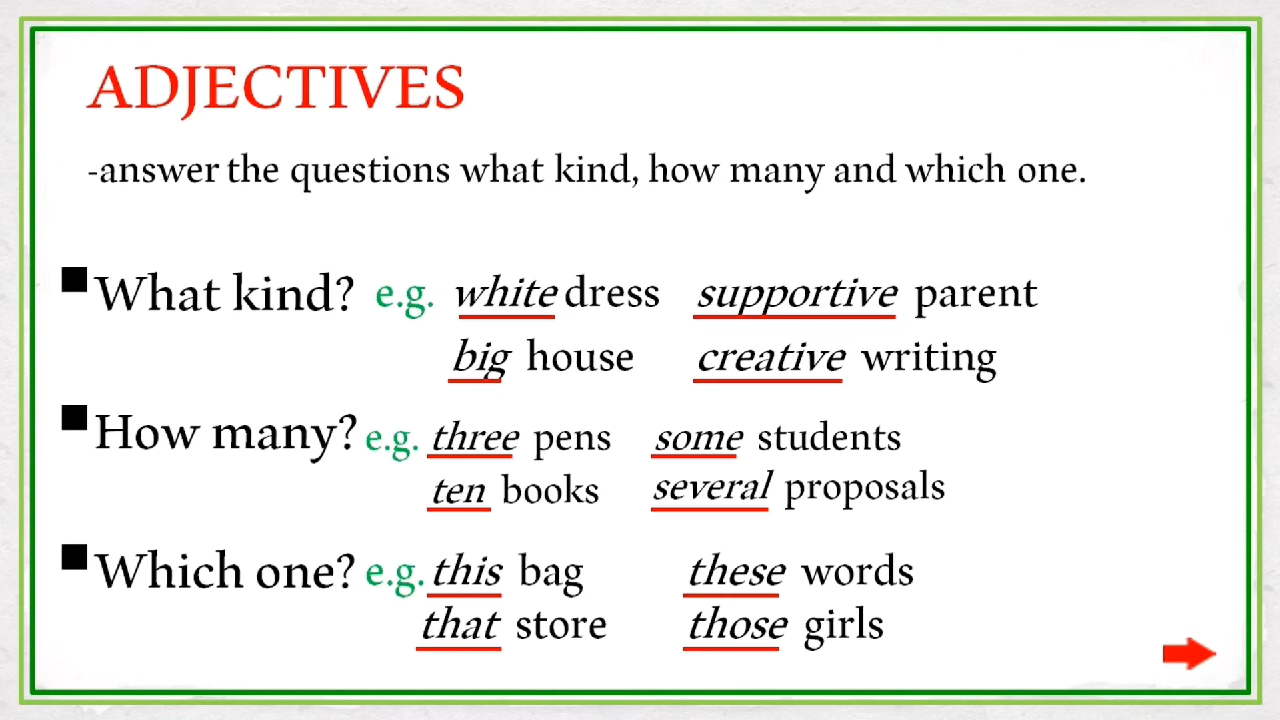 ADJECTIVES
-answer the questions what kind, how many and which one.
What kind? e.g. white dress supportive parent
big house creative writing
How many? e.g. three pens some students
ten books several proposals
Which one? e.g. this bag these words
that store those girls